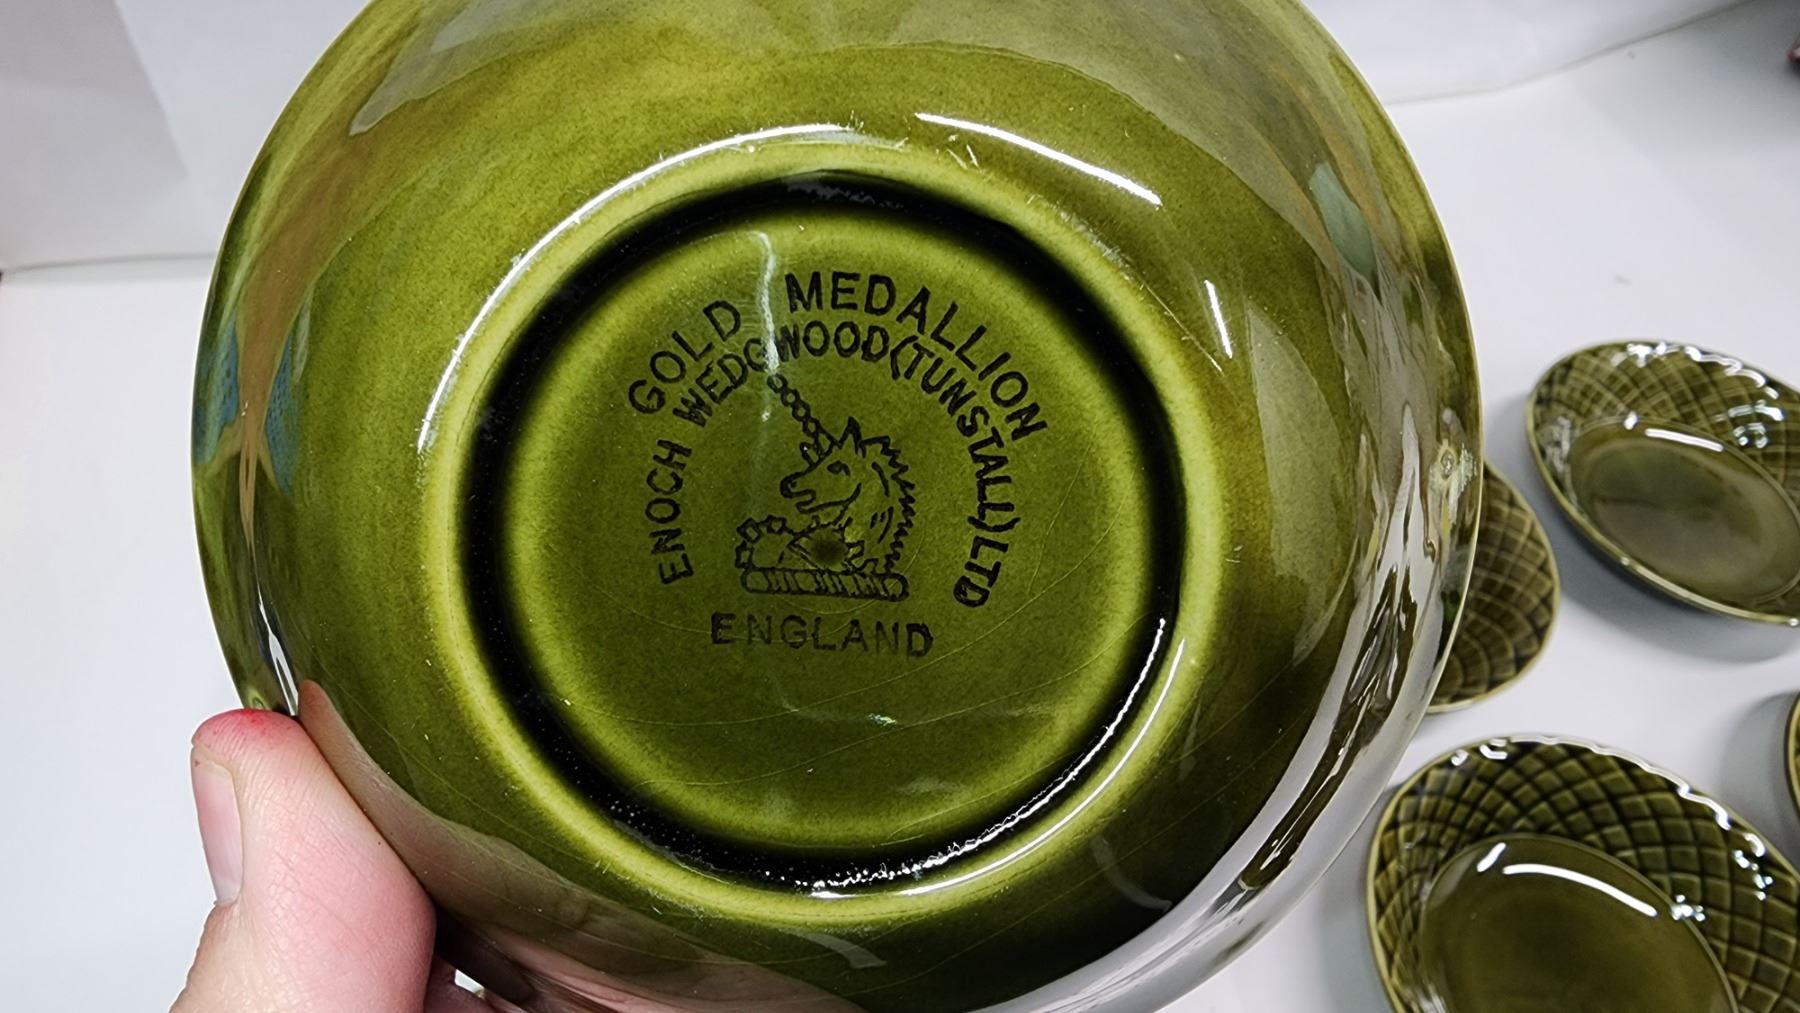 GOLD MEDALLION
ENOCH WEDGWOOD (TUNSTALL) LTD
ENGLAND